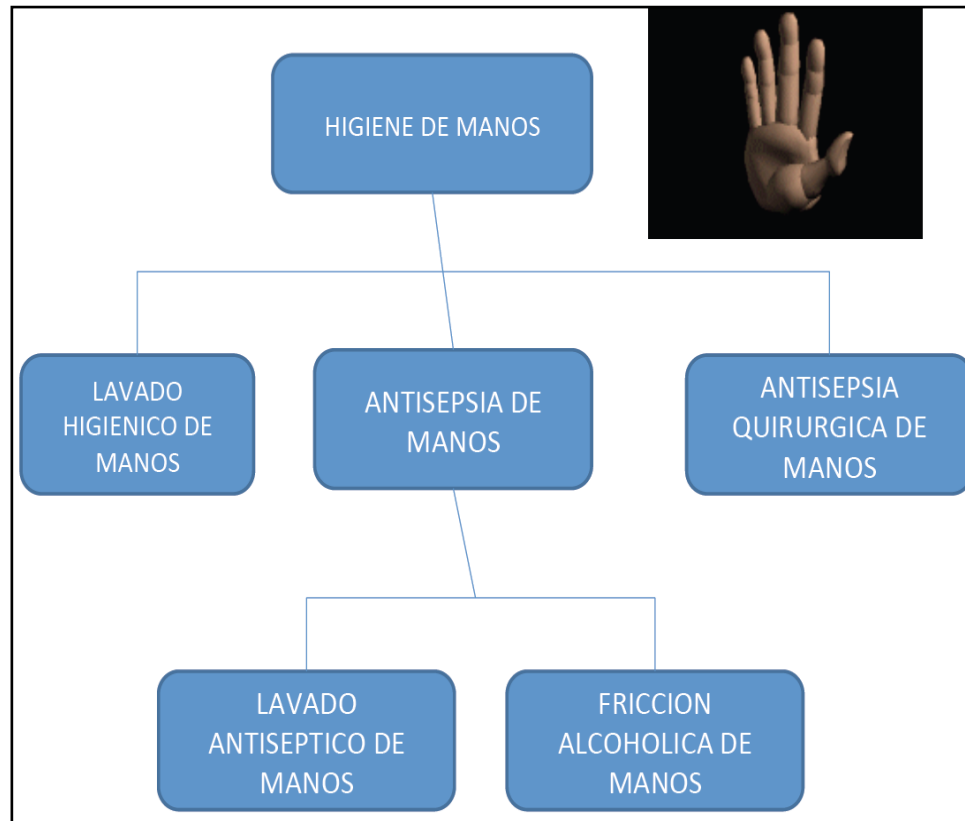 HIGIENE DE MANOS
LAVADO
HIGIENICO DE
MANOS
ANTISEPSIA DE
MANOS
ANTISEPSIA
QUIRURGICA DE
MANOS
LAVADO
ANTISEPTICO DE
MANOS
FRICCION
ALCOHOLICA DE
MANOS